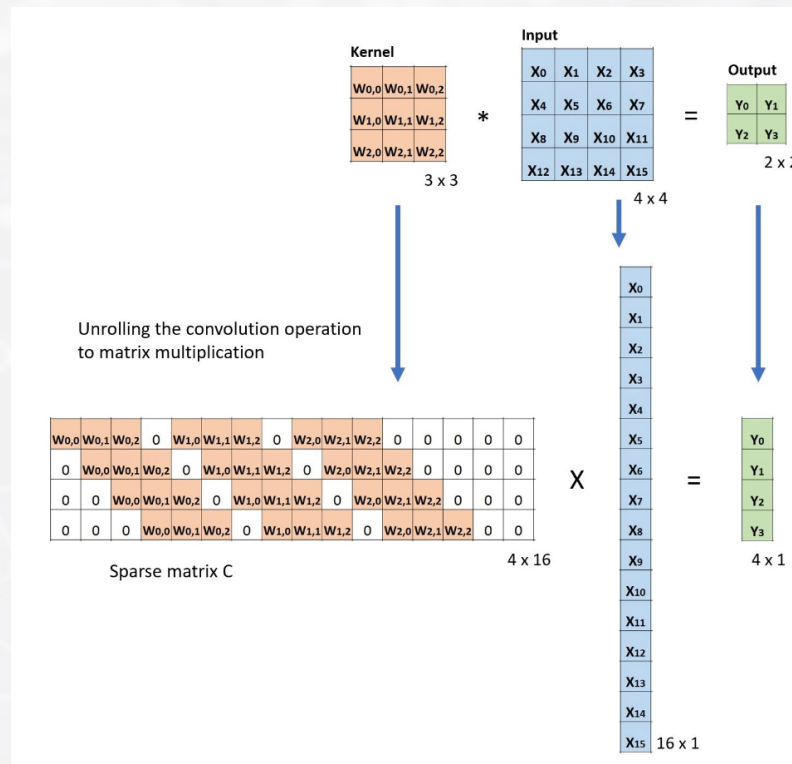 Kernel
W0,0 W0,1 W0,2
W1,0 W1,1 W1,2
W2,0 W2,1 W2,2
3 x 3
*
Input
X0 X1 X2 X3
X4 X5 X6 X7
X8 X9 X10 X11
X12 X13 X14 X15
4 x 4
=
Output
Y0 Y1
Y2 Y3
2 x 2
Unrolling the convolution operation
to matrix multiplication
W0,0 W0,1 W0,2 0 W1,0 W1,1 W1,2 0 W2,0 W2,1 W2,2 0 0 0 0 0
0 W0,0 W0,1 W0,2 0 W1,0 W1,1 W1,2 0 W2,0 W2,1 W2,2 0 0 0 0
0 0 W0,0 W0,1 W0,2 0 W1,0 W1,1 W1,2 0 W2,0 W2,1 W2,2 0 0 0
0 0 0 W0,0 W0,1 W0,2 0 W1,0 W1,1 W1,2 0 W2,0 W2,1 W2,2 0 0
4 x 16
Sparse matrix C
X
X0
X1
X2
X3
X4
X5
X6
X7
X8
X9
X10
X11
X12
X13
X14
X15
16 x 1
=
Y0
Y1
Y2
Y3
4 x 1